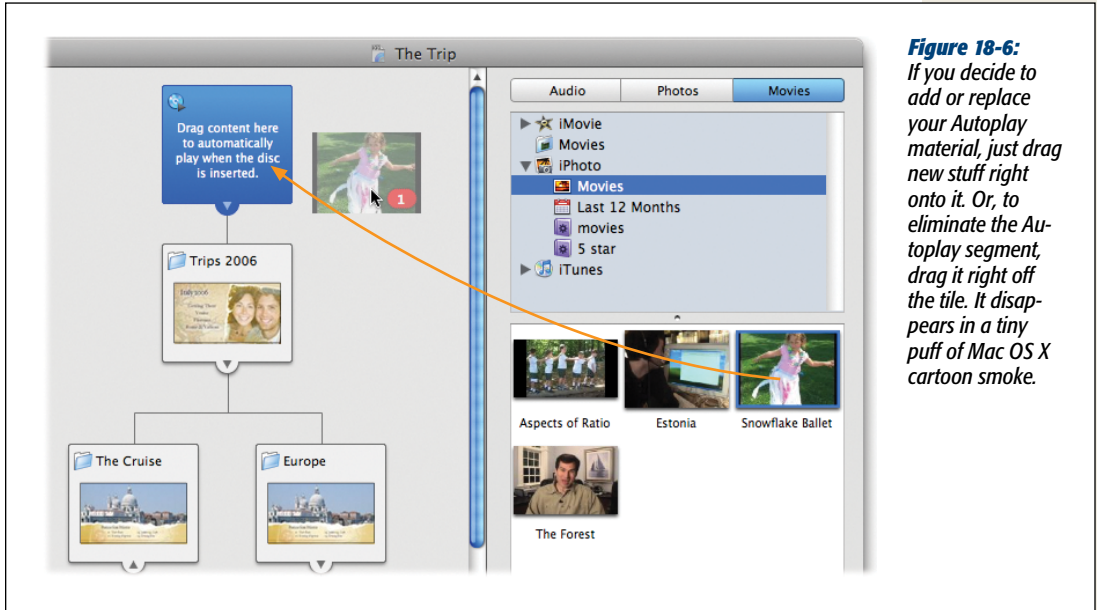 The Trip
Drag content here
to automatically
play when the disc
is inserted.
1
Trips 2006
Italy 2006
The Cruise
Europe
Audio
Photos
Movies
iMovie
Movies
iPhoto
Movies
Last 12 Months
movies
5 star
iTunes
Aspects of Ratio
Estonia
Snowflake Ballet
The Forest
Figure 18-6:
If you decide to
add or replace
your Autoplay
material, just drag
new stuff right
onto it. Or, to
eliminate the Au-
toplay segment,
drag it right off
the tile. It disap-
pears in a tiny
puff of Mac OS X
cartoon smoke.